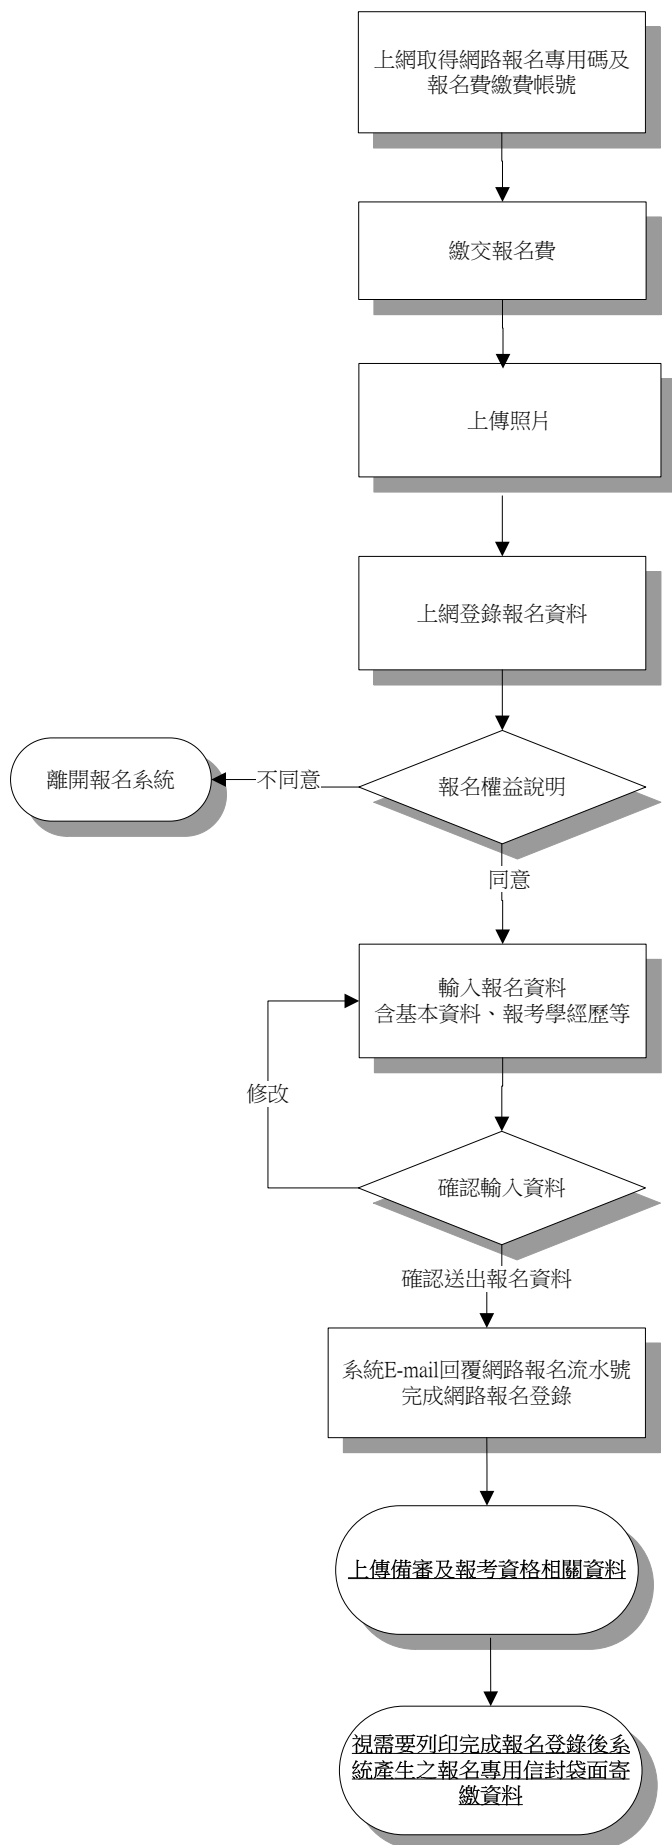 上網取得網路報名專用碼及
報名費繳費帳號
繳交報名費
上傳照片
上網登錄報名資料
離開報名系統
不同意
報名權益說明
同意
輸入報名資料
含基本資料、報考學經歷等
修改
確認輸入資料
確認送出報名資料
系統E-mail回覆網路報名流水號
完成網路報名登錄
上傳備審及報考資格相關資料
視需要列印完成報名登錄後系
統產生之報名專用信封袋面寄
繳資料